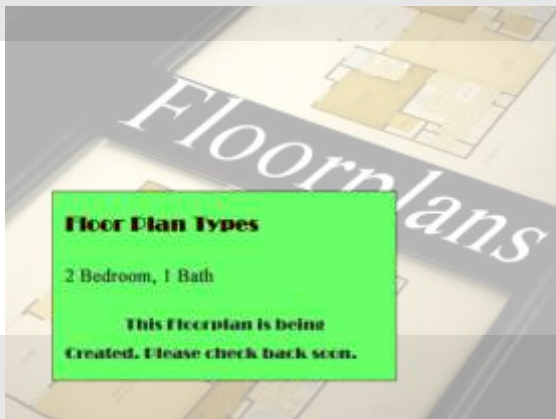 Floorplans
Floor Plan Types
2 Bedroom, 1 Bath
This Floorplan is being
Created. Please check back soon.